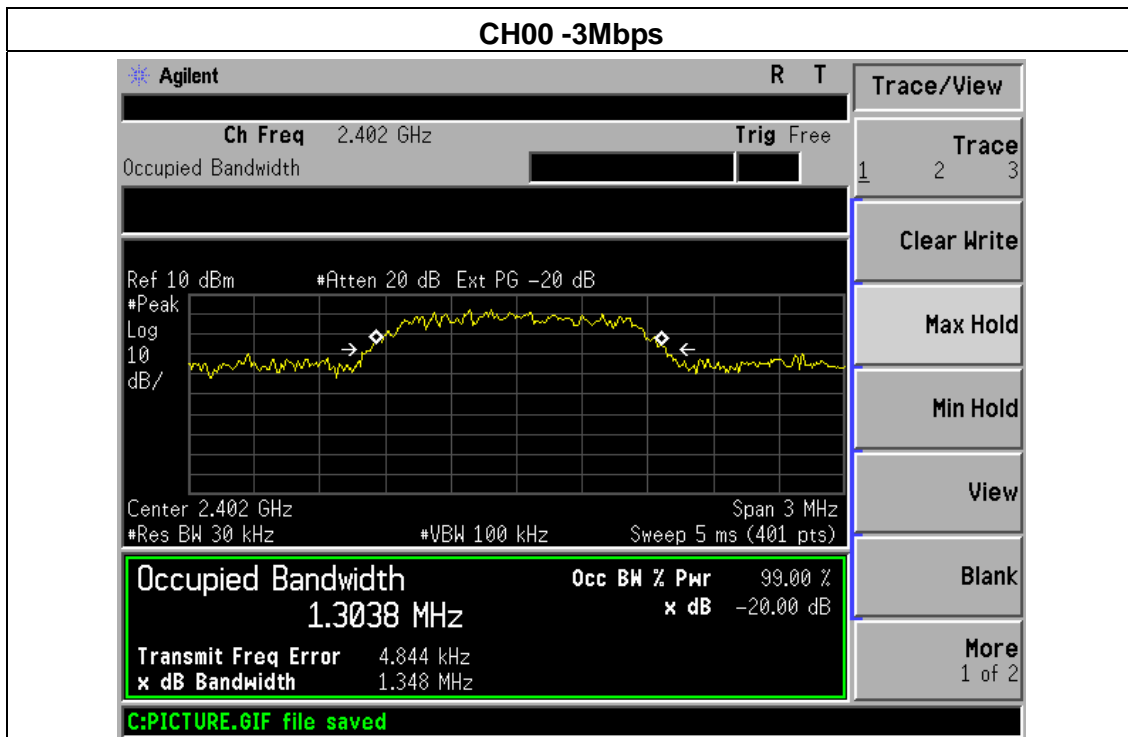 CH00 -3Mbps
Agilent R T
Trace/View
Ch Freq 2.402 GHz Trig Free
Occupied Bandwidth
Trace
1 2 3
Clear Write
Ref 10 dBm #Atten 20 dB Ext PG -20 dB
#Peak
Log
10
dB/
Max Hold
Min Hold
View
Center 2.402 GHz Span 3 MHz
#Res BW 30 kHz #VBW 100 kHz Sweep 5 ms (401 pts)
Occupied Bandwidth Occ BW % Pwr 99.00 %
1.3038 MHz x dB -20.00 dB
Blank
Transmit Freq Error 4.844 kHz
x dB Bandwidth 1.348 MHz
More
1 of 2
C:PICTURE.GIF file saved